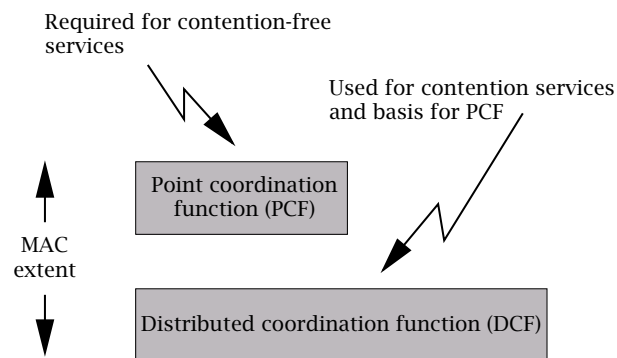 Required for contention-free
services
Used for contention services
and basis for PCF
Point coordination
function (PCF)
MAC
extent
Distributed coordination function (DCF)